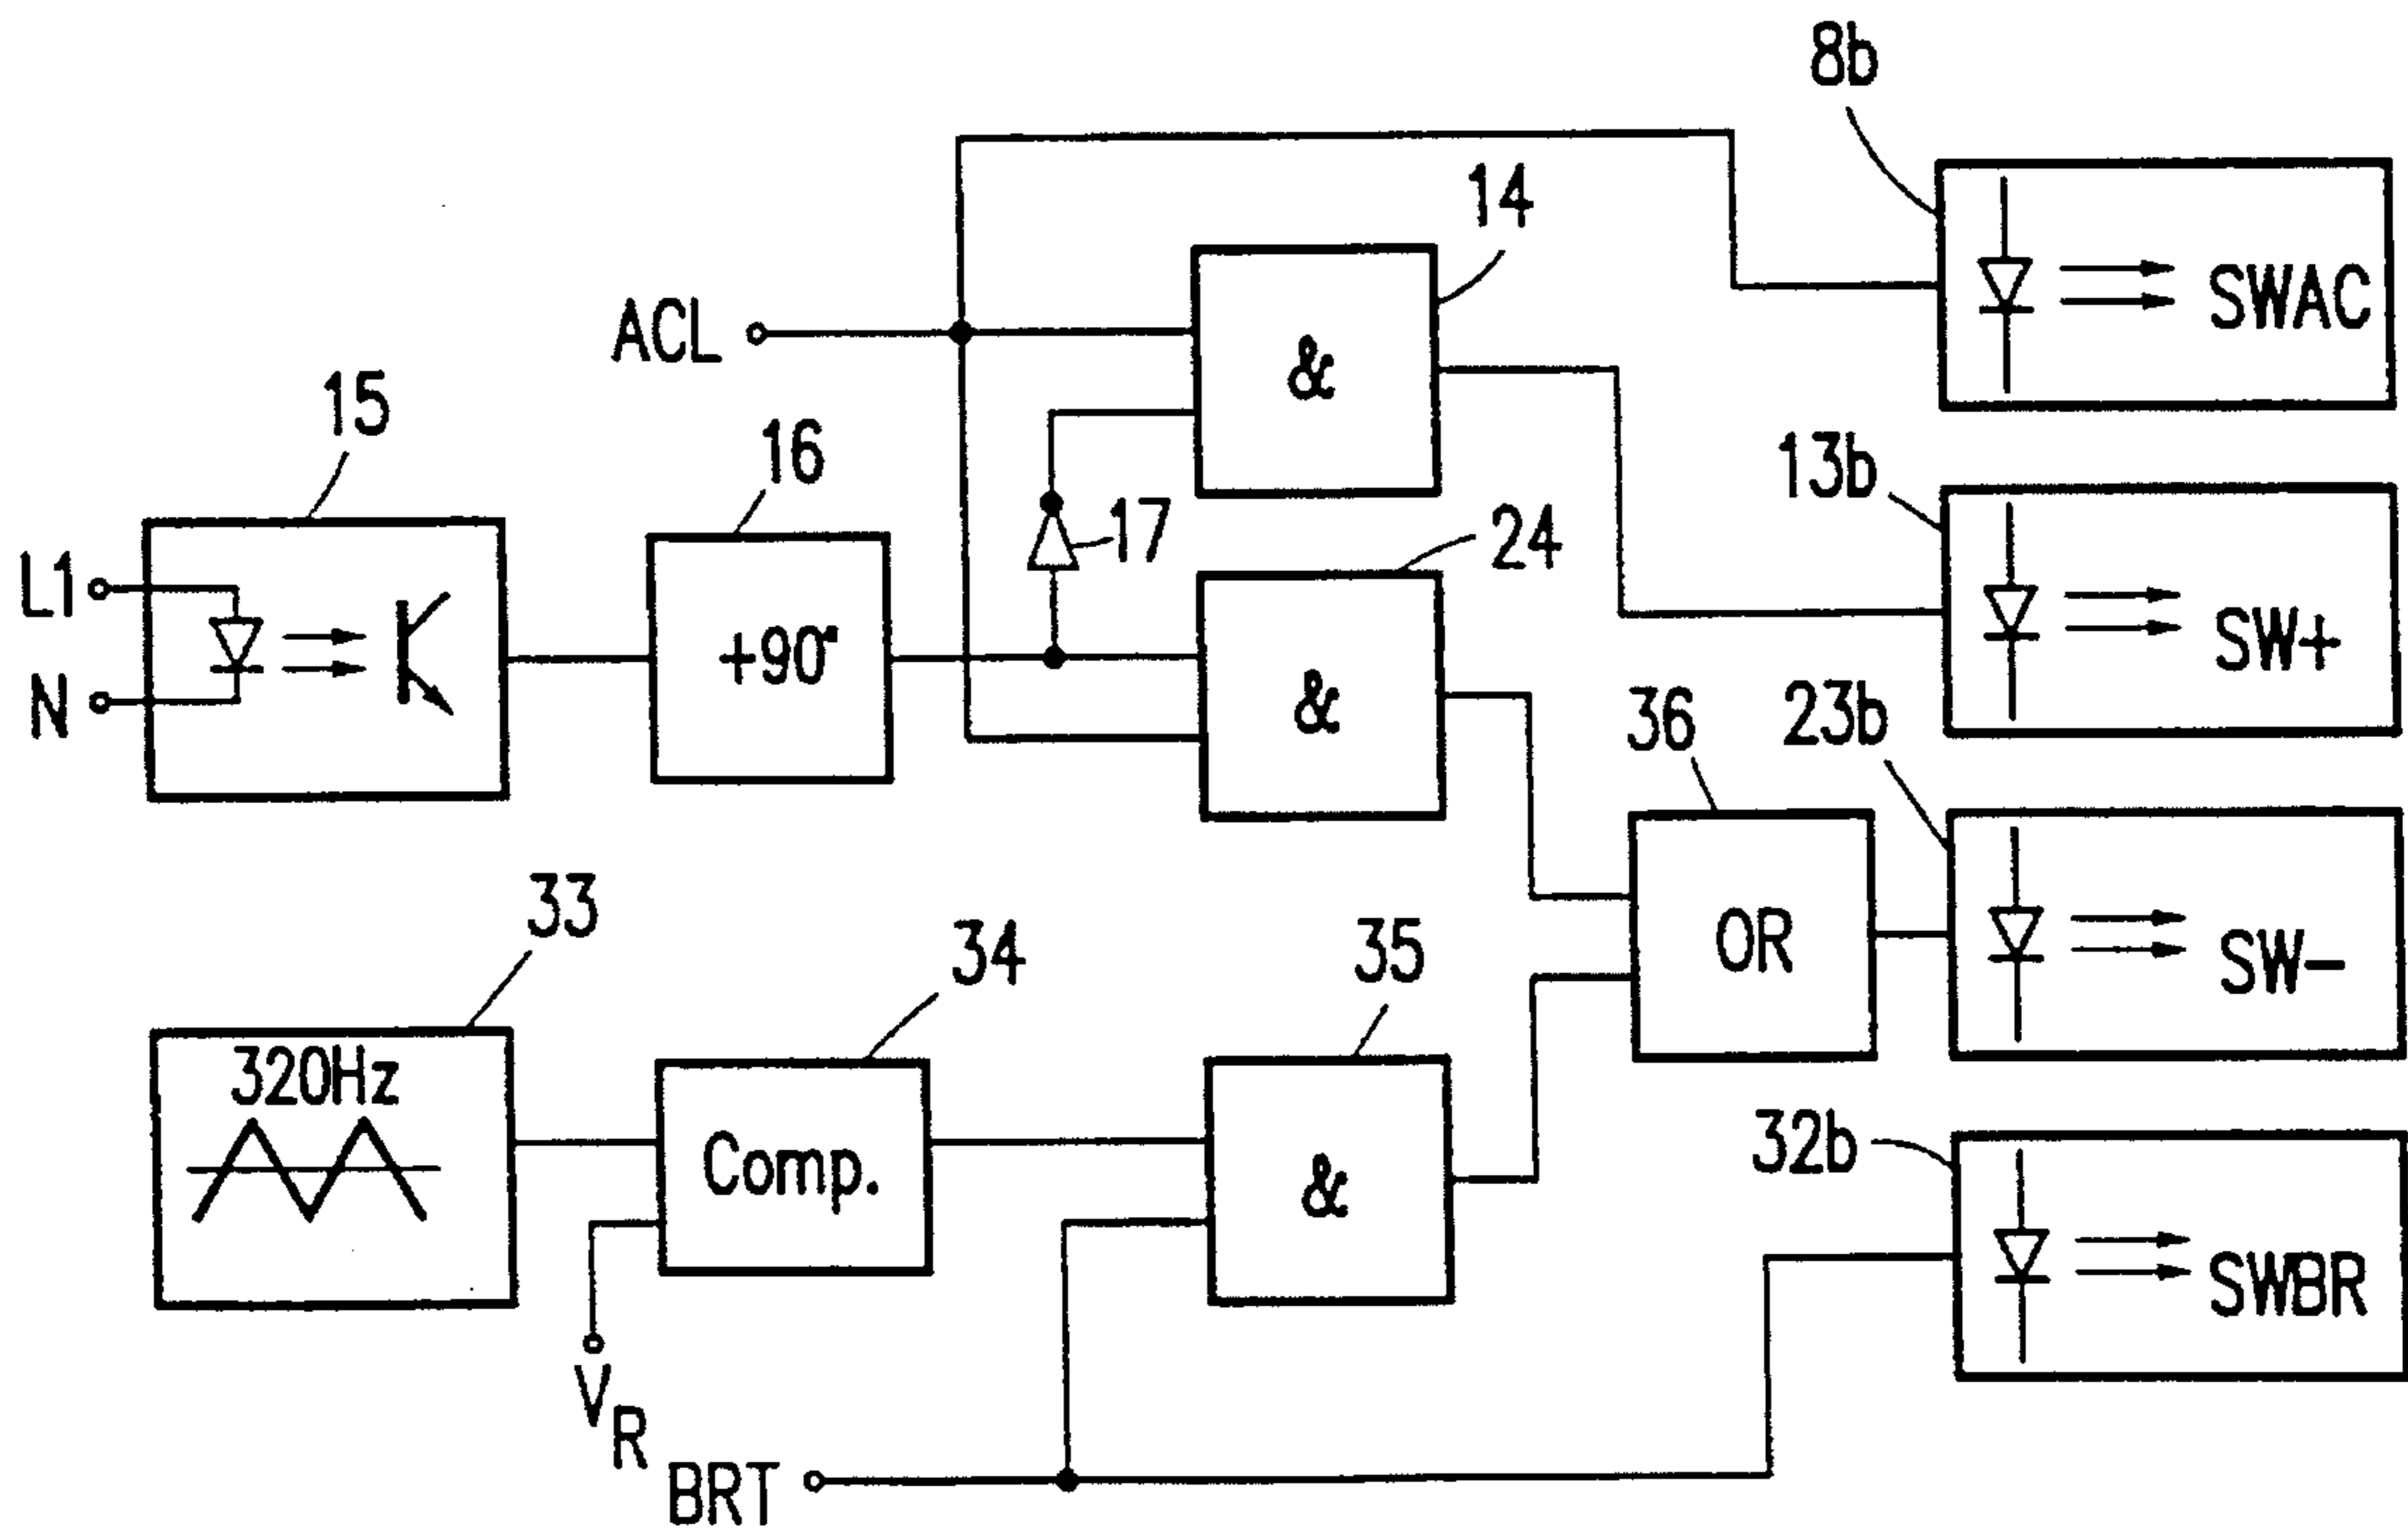 8b
14
SWAC
ACL
&
15
16
13b
17
24
L1
+90°
SW+
N
&
36
23b
33
34
35
OR
SW-
320Hz
32b
Comp.
&
SWBR
VR
BRT